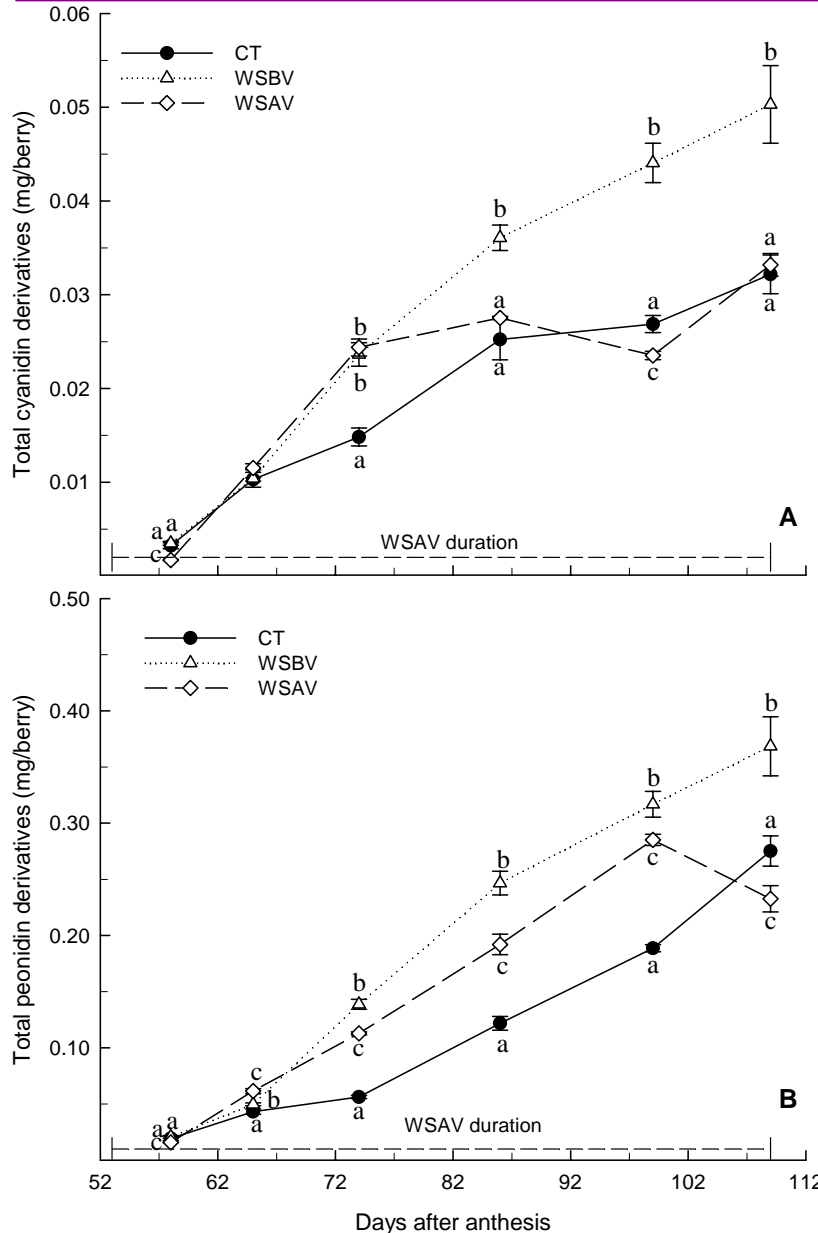 0.06
CT
WSBV
WSAV
0.05
0.04
0.03
0.02
0.01
Total cyanidin derivatives (mg/berry)
a a
c
b
b
a
b
a
a
b
a
c
b
a
a
A
WSAV duration
0.50
CT
WSBV
WSAV
0.40
0.30
0.20
0.10
Total peonidin derivatives (mg/berry)
a a
c
c
b
a
b
c
a
b
c
a
b
c
a
b
a
c
B
WSAV duration
52 62 72 82 92 102 112
Days after anthesis